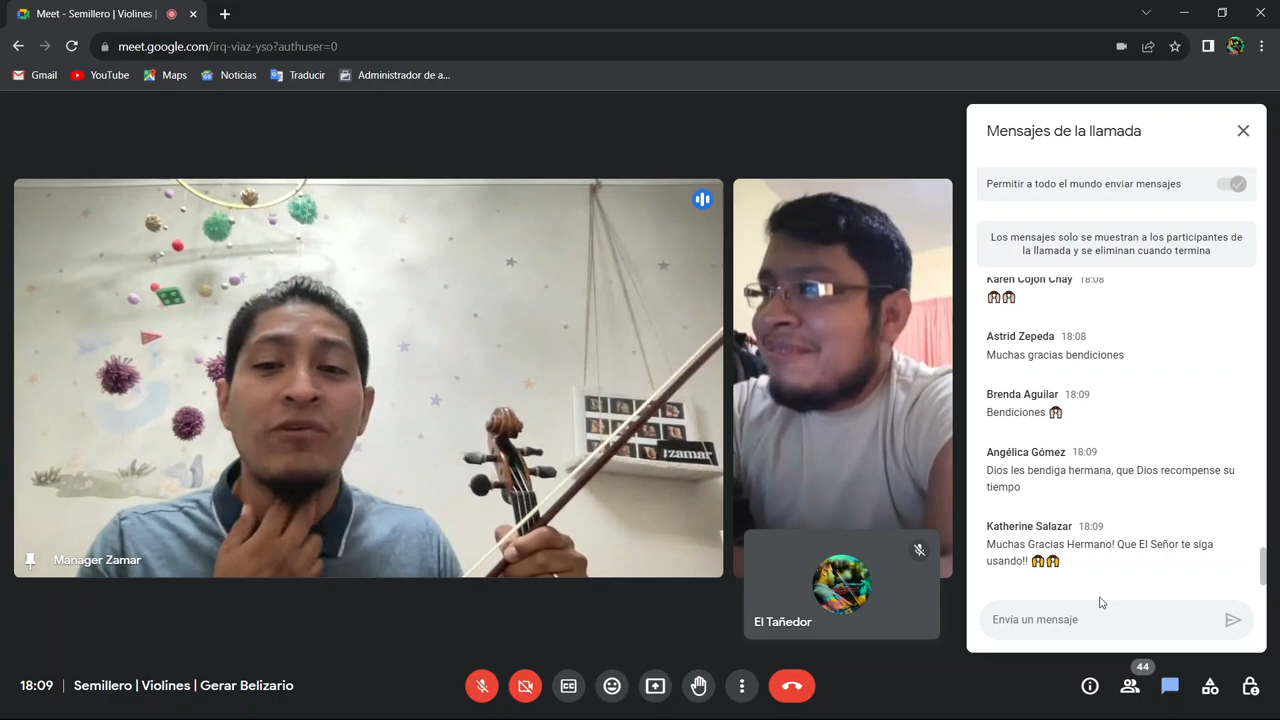 Meet - Semillero | Violines |
meet.google.com/irq-viaz-yso?authuser=0
Gmail
YouTube
Maps
Noticias
Traducir
Administrador de a...
Mensajes de la llamada
Permitir a todo el mundo enviar mensajes
Los mensajes solo se muestran a los participantes de
la llamada y se eliminan cuando termina
Karen Cojon Chay 18:08
Astrid Zepeda 18:08
Muchas gracias bendiciones
Brenda Aguilar 18:09
Bendiciones
Angélica Gómez 18:09
Dios les bendiga hermana, que Dios recompense su
tiempo
Katherine Salazar 18:09
Muchas Gracias Hermano! Que El Señor te siga
usando!! 
Envía un mensaje
zamar
Manager Zamar
El Tañedor
44
18:09 | Semillero | Violines | Gerar Belizario